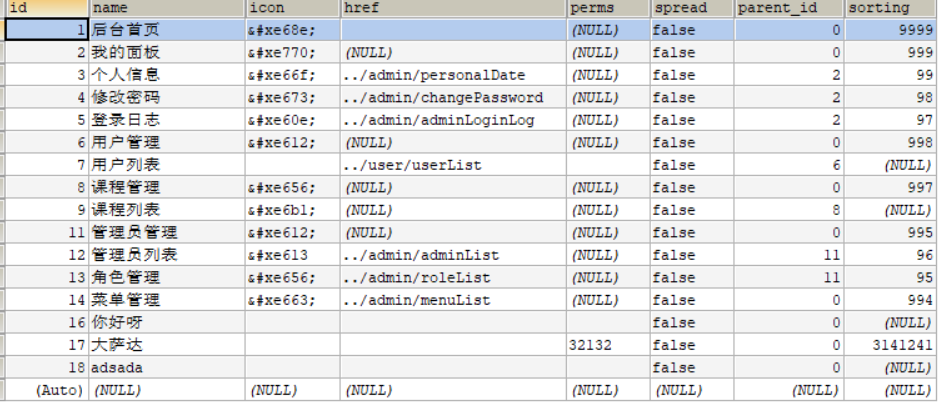 id name icon href perms spread parent_id sorting
1 后台首页 &#xe68e; (NULL) false 0 9999
2 我的面板 &#xe770; (NULL) (NULL) false 0 999
3 个人信息 &#xe66f; ../admin/personalDate (NULL) false 2 99
4 修改密码 &#xe673; ../admin/changePassword (NULL) false 2 98
5 登录日志 &#xe60e; ../admin/adminLoginLog (NULL) false 2 97
6 用户管理 &#xe612; (NULL) (NULL) false 0 998
7 用户列表 ../user/userList false 6 (NULL)
8 课程管理 &#xe656; (NULL) (NULL) false 0 997
9 课程列表 &#xe6b1; (NULL) (NULL) false 8 (NULL)
11 管理员管理 &#xe612; (NULL) (NULL) false 0 995
12 管理员列表 &#xe613 ../admin/adminList (NULL) false 11 96
13 角色管理 &#xe656; ../admin/roleList (NULL) false 11 95
14 菜单管理 &#xe663; ../admin/menuList (NULL) false 0 994
16 你好呀 false 0 (NULL)
17 大萨达 32132 false 0 3141241
18 adsada false 0 (NULL)
(Auto) (NULL) (NULL) (NULL) (NULL) (NULL) (NULL) (NULL)